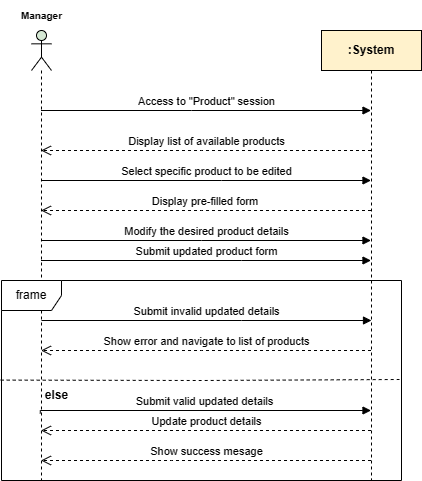 Manager
:System
Access to "Product" session
Display list of available products
Select specific product to be edited
Display pre-filled form
Modify the desired product details
Submit updated product form
frame
Submit invalid updated details
Show error and navigate to list of products
else
Submit valid updated details
Update product details
Show success mesage